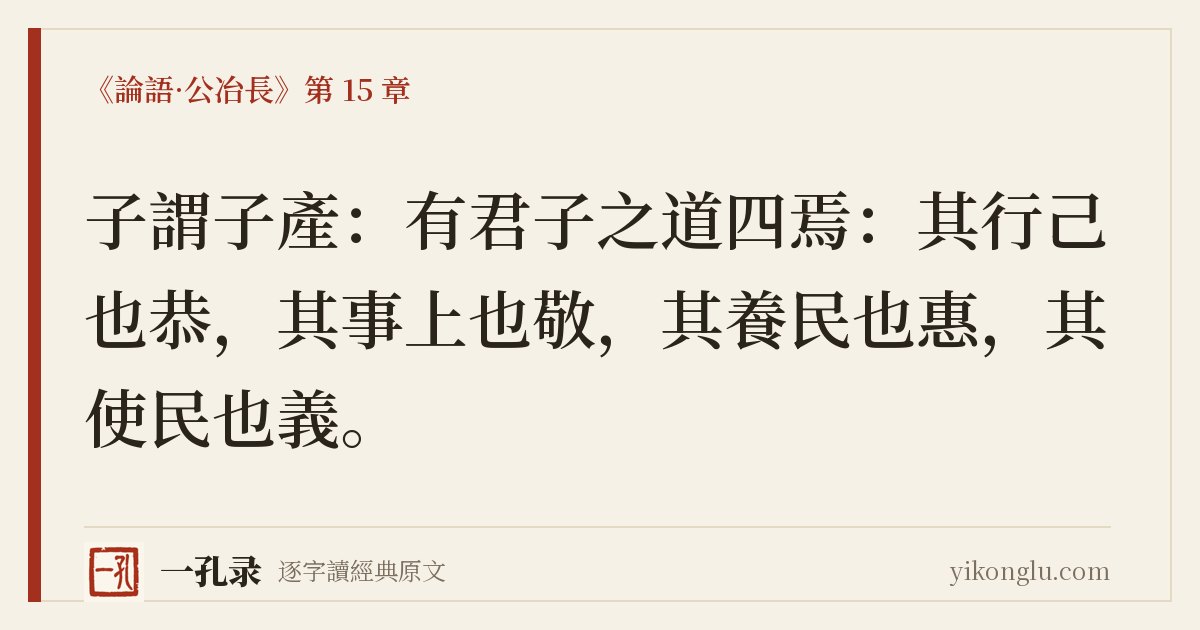 《論語·公冶長》第 15 章
子謂子產：有君子之道四焉：其行己
也恭，其事上也敬，其養民也惠，其
使民也義。
一孔
一孔录 逐字讀經典原文
yikonglu.com